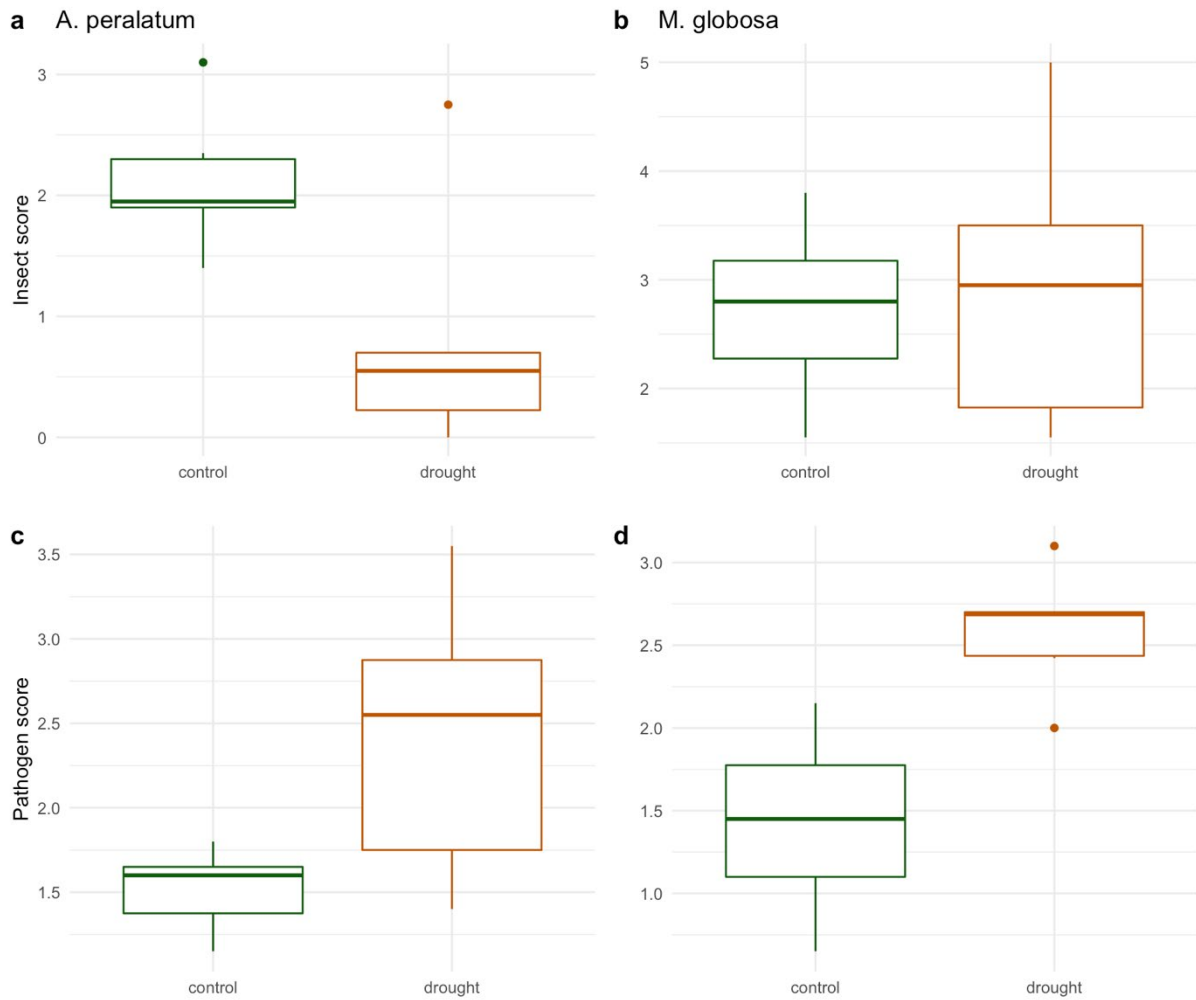 a A. peralatum
3
2
1
0
Insect score
control drought
b M. globosa
5
4
3
2
control drought
c
3.5
3.0
2.5
2.0
1.5
Pathogen score
control drought
d
3.0
2.5
2.0
1.5
1.0
control drought